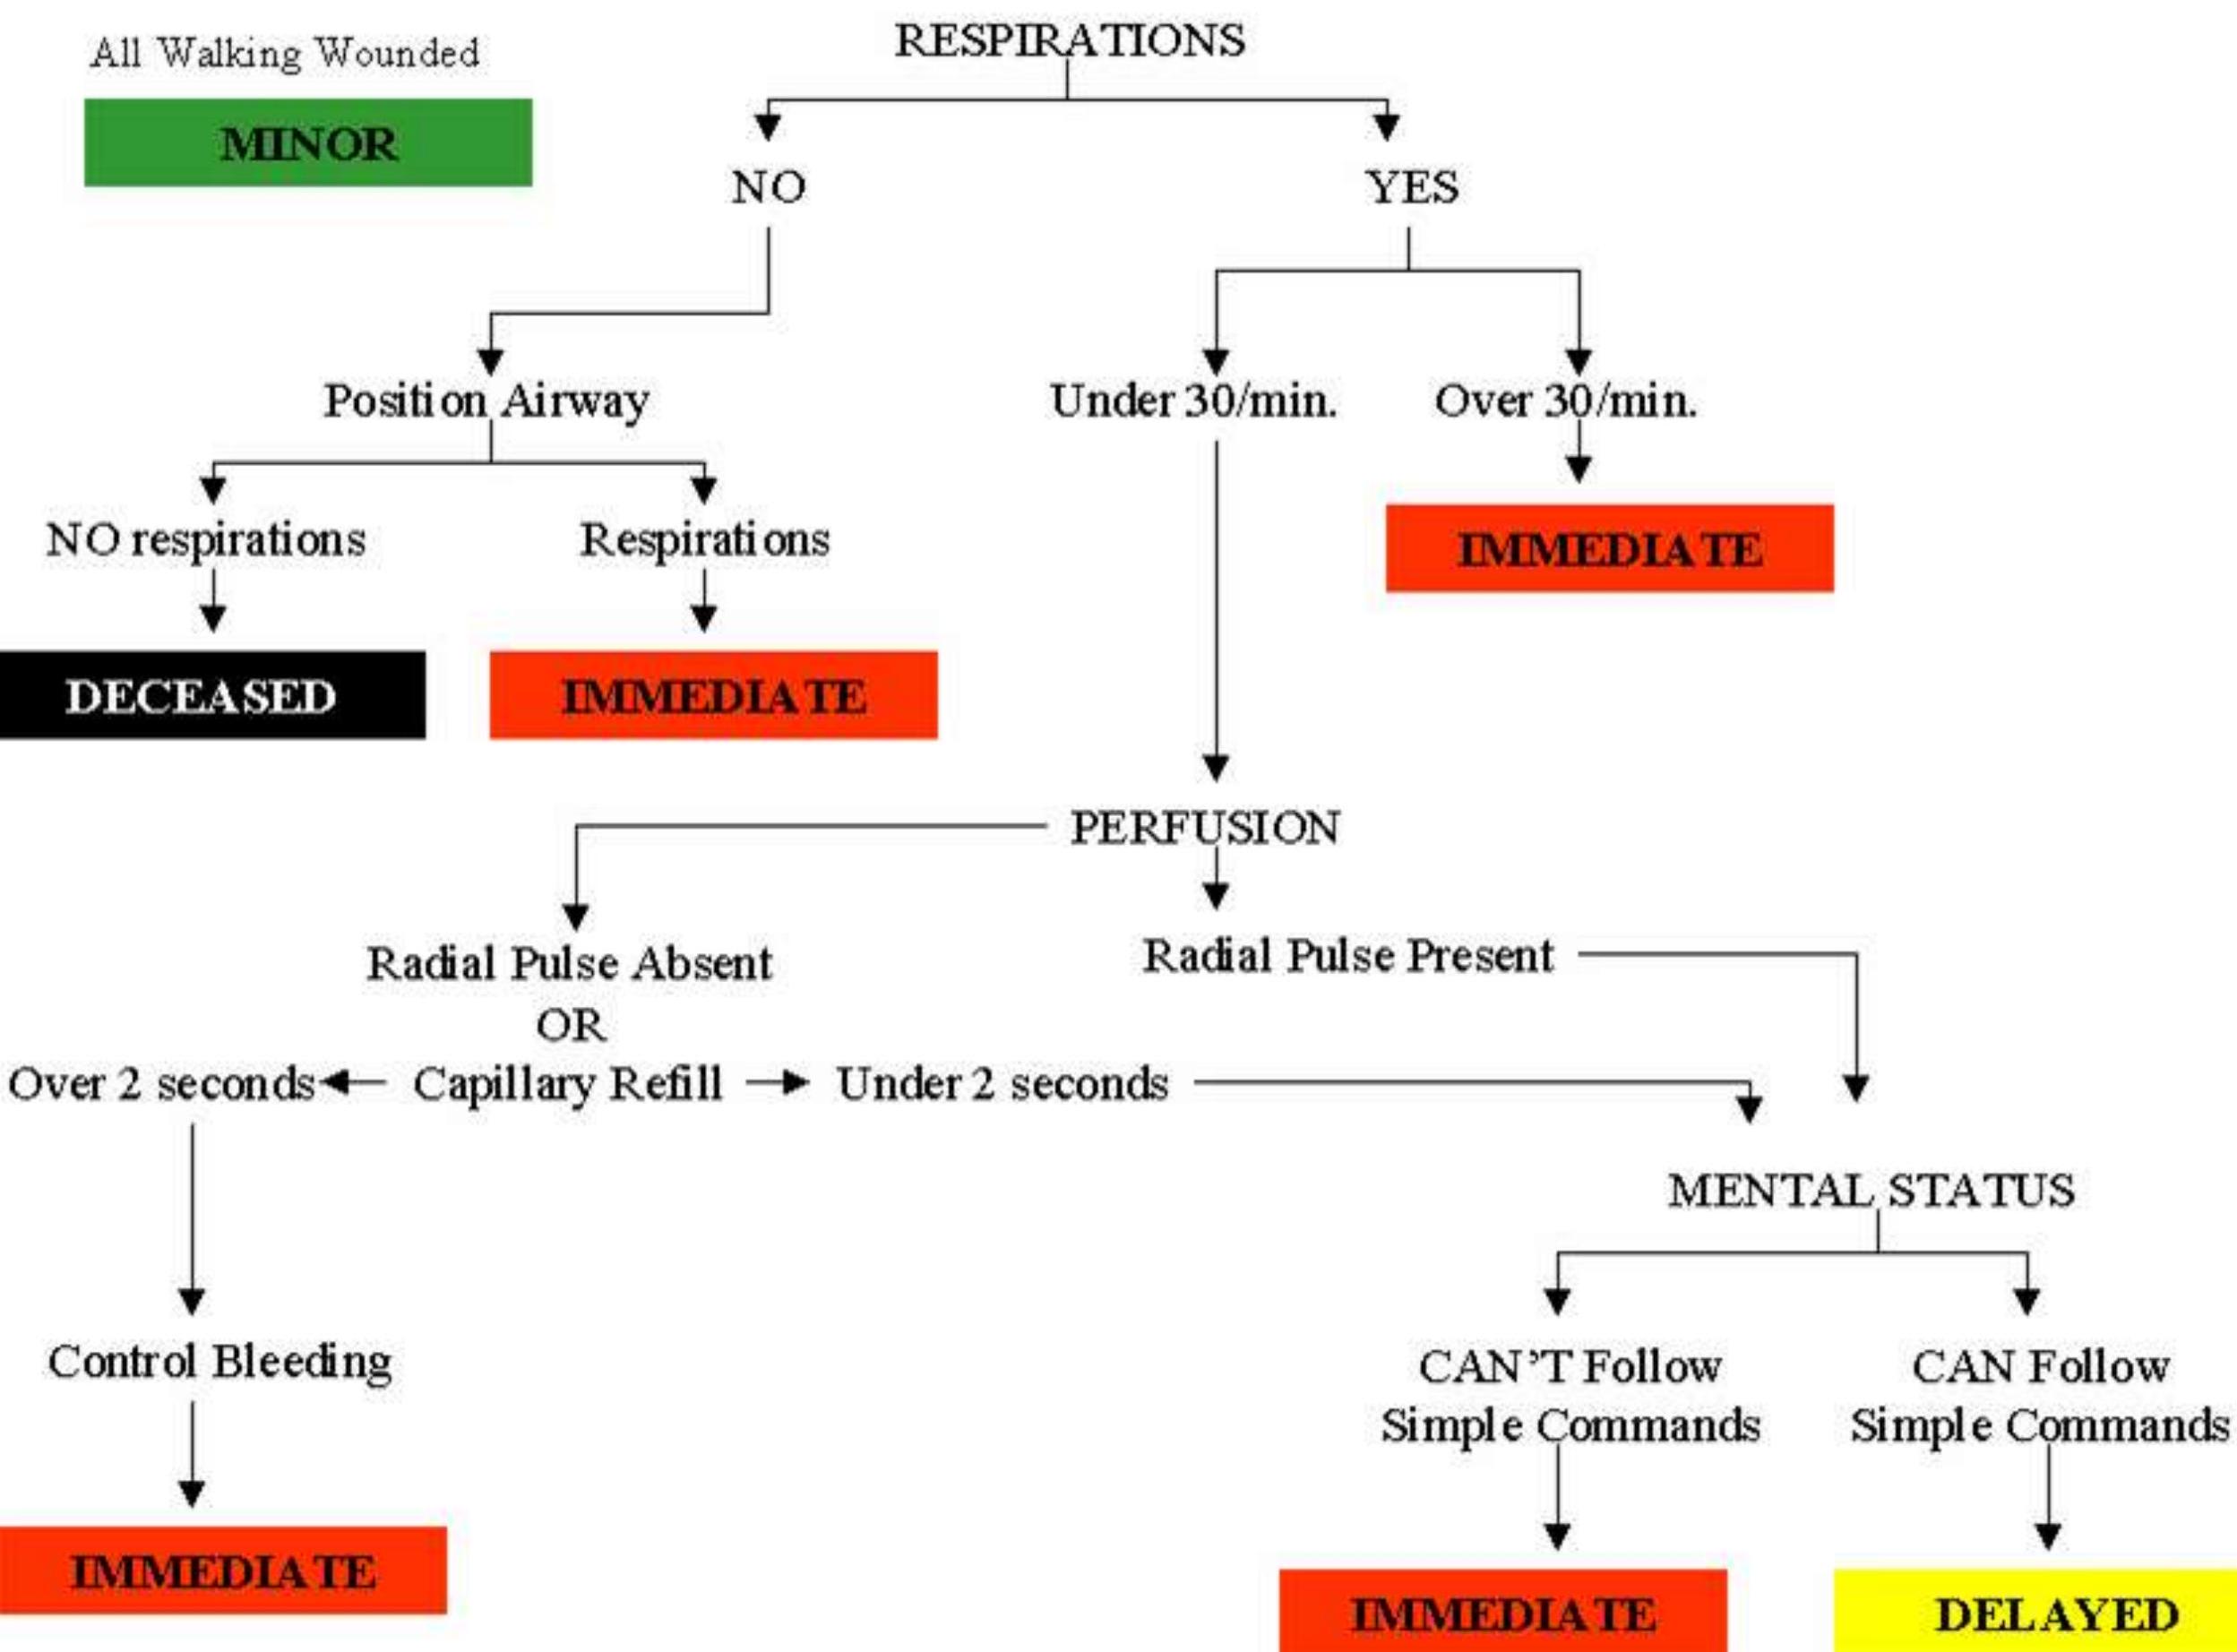 All Walking Wounded
MINOR
RESPIRATIONS
NO
YES
Position Airway
Under 30/min.
Over 30/min.
NO respirations
Respirations
IMMEDIATE
DECEASED
IMMEDIATE
PERFUSION
Radial Pulse Absent
OR
Radial Pulse Present
Over 2 seconds
Capillary Refill
Under 2 seconds
MENTAL STATUS
Control Bleeding
CAN'T Follow
Simple Commands
CAN Follow
Simple Commands
IMMEDIATE
IMMEDIATE
DELAYED